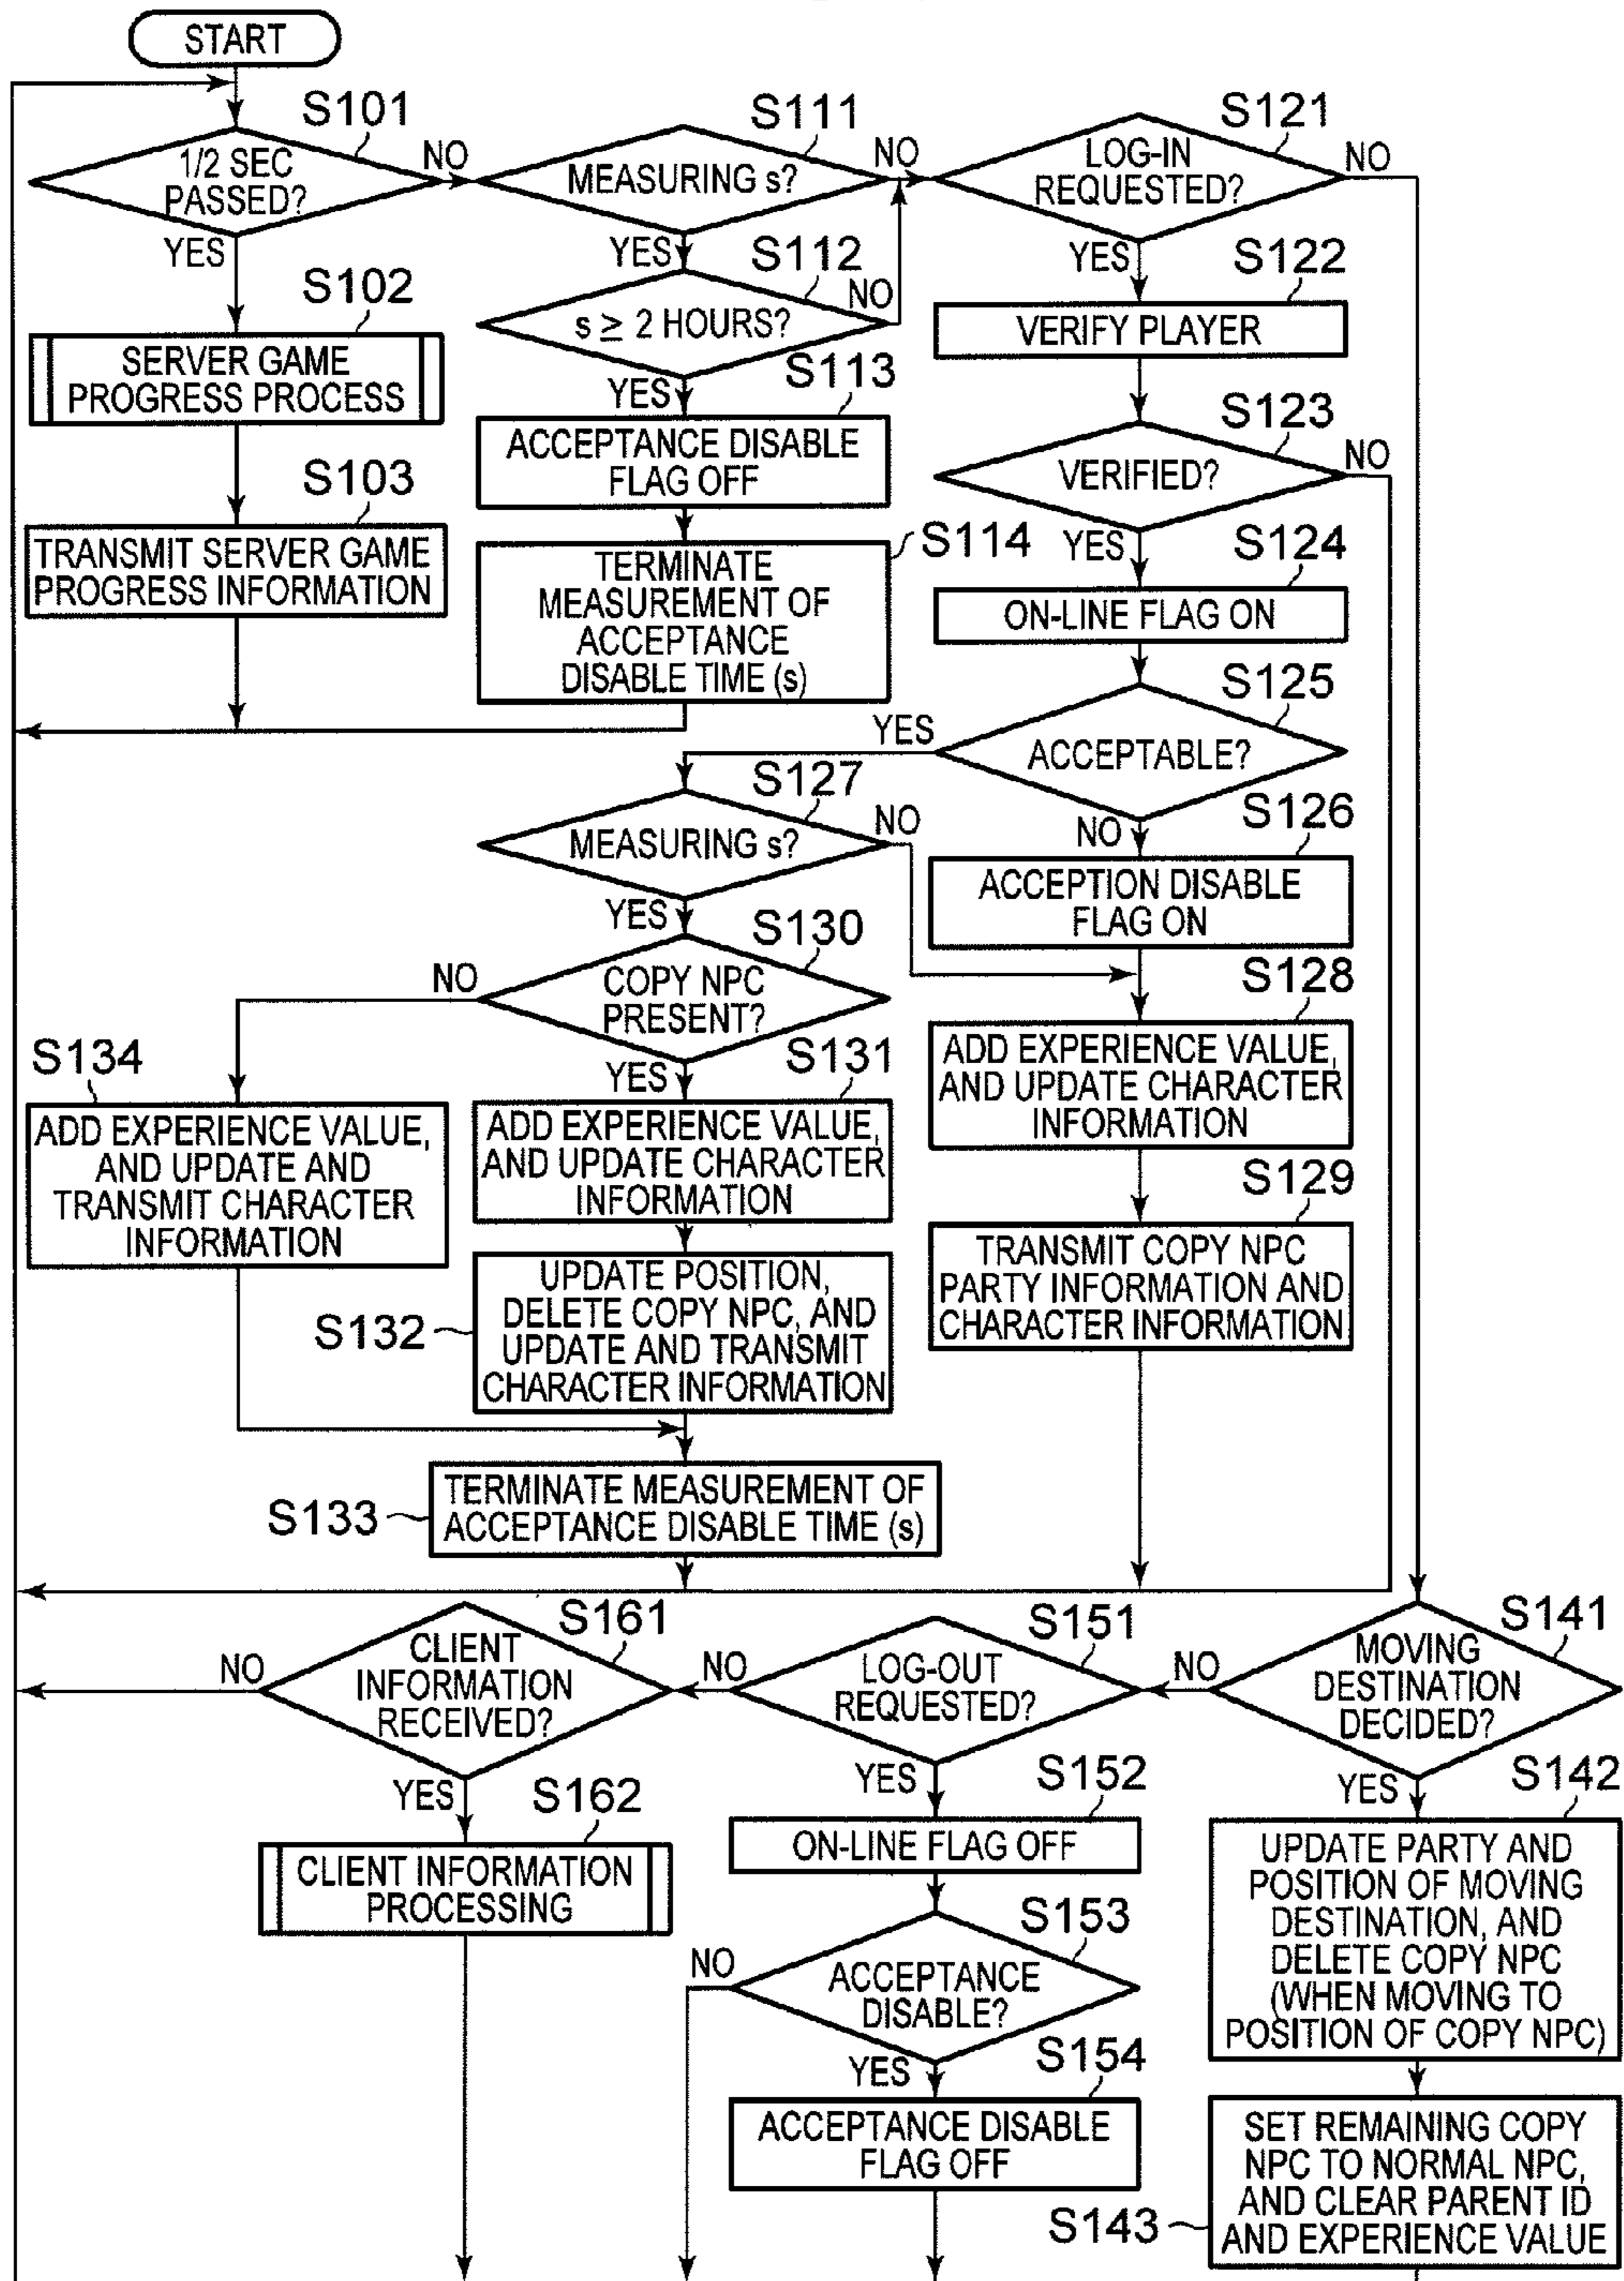 START
S101
1/2 SEC
PASSED?
NO
YES
S102
SERVER GAME
PROGRESS PROCESS
S103
TRANSMIT SERVER GAME
PROGRESS INFORMATION
S111
MEASURING s?
NO
YES
S112
s ≥ 2 HOURS?
NO
YES
S113
ACCEPTANCE DISABLE
FLAG OFF
S114
TERMINATE
MEASUREMENT OF
ACCEPTANCE
DISABLE TIME (s)
S121
LOG-IN
REQUESTED?
NO
YES
S122
VERIFY PLAYER
S123
VERIFIED?
NO
YES
S124
ON-LINE FLAG ON
S125
ACCEPTABLE?
YES
NO
S126
ACCEPTION DISABLE
FLAG ON
S127
MEASURING s?
NO
YES
S128
ADD EXPERIENCE VALUE,
AND UPDATE CHARACTER
INFORMATION
S129
TRANSMIT COPY NPC
PARTY INFORMATION AND
CHARACTER INFORMATION
S130
COPY NPC
PRESENT?
NO
YES
S131
ADD EXPERIENCE VALUE,
AND UPDATE CHARACTER
INFORMATION
S132
UPDATE POSITION,
DELETE COPY NPC, AND
UPDATE AND TRANSMIT
CHARACTER INFORMATION
S134
ADD EXPERIENCE VALUE,
AND UPDATE AND
TRANSMIT CHARACTER
INFORMATION
S133
TERMINATE MEASUREMENT OF
ACCEPTANCE DISABLE TIME (s)
S141
MOVING
DESTINATION
DECIDED?
NO
YES
S142
UPDATE PARTY AND
POSITION OF MOVING
DESTINATION, AND
DELETE COPY NPC
(WHEN MOVING TO
POSITION OF COPY NPC)
S143
SET REMAINING COPY
NPC TO NORMAL NPC,
AND CLEAR PARENT ID
AND EXPERIENCE VALUE
S151
LOG-OUT
REQUESTED?
NO
YES
S152
ON-LINE FLAG OFF
S153
ACCEPTANCE
DISABLE?
NO
YES
S154
ACCEPTANCE DISABLE
FLAG OFF
S161
CLIENT
INFORMATION
RECEIVED?
NO
YES
S162
CLIENT INFORMATION
PROCESSING